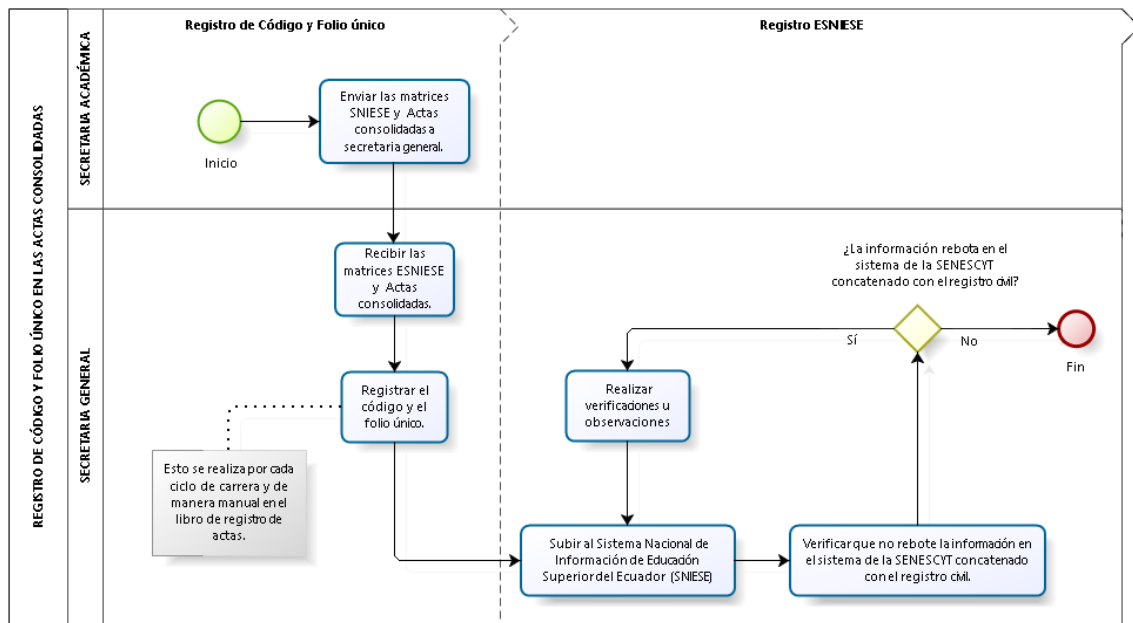 REGISTRO DE CÓDIGO Y FOLIO ÚNICO EN LAS ACTAS CONSOLIDADAS
Registro de Código y Folio único
Registro ESNIESE
SECRETARIA ACADÉMICA
Inicio
Enviar las matrices
SNIESE y Actas
consolidadas a
secretaria general.
SECRETARIA GENERAL
Recibir las
matrices ESNIESE
y Actas
consolidadas.
Registrar el
código y el
folio único.
Esto se realiza por cada
ciclo de carrera y de
manera manual en el
libro de registro de
actas.
¿La información rebota en el
sistema de la SENESCYT
concatenado con el registro civil?
Sí
No
Fin
Realizar
verificaciones u
observaciones
Subir al Sistema Nacional de
Información de Educación
Superior del Ecuador (SNIESE)
Verificar que no rebote la información en
el sistema de la SENESCYT concatenado
con el registro civil.